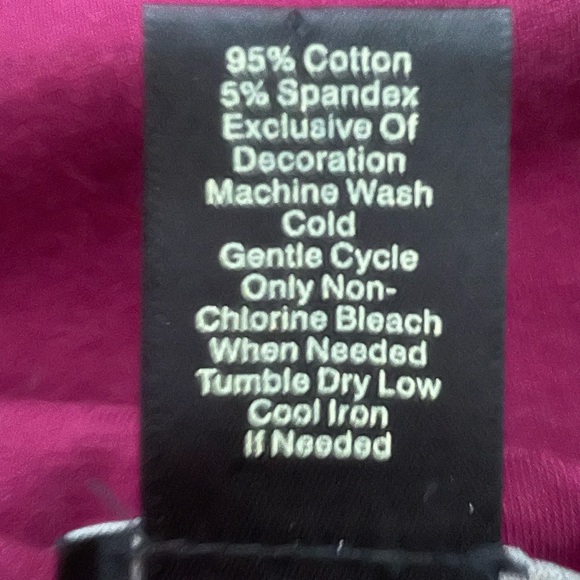 95% Cotton
5% Spandex
Exclusive Of
Decoration
Machine Wash
Cold
Gentle Cycle
Only Non-
Chlorine Bleach
When Needed
Tumble Dry Low
Cool Iron
If Needed